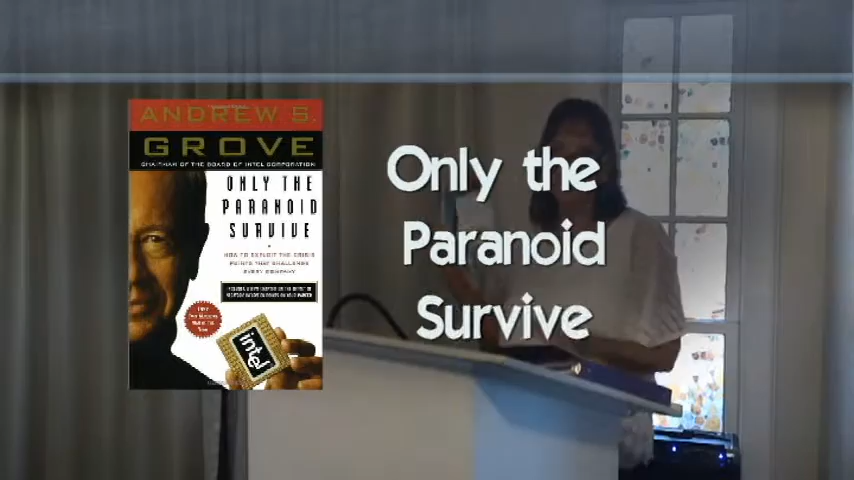 ANDREW S.
GROVE
CHAIRMAN OF THE BOARD OF INTEL CORPORATION
ONLY THE
PARANOID
SURVIVE
HOW TO EXPLOIT THE CRISIS
POINTS THAT CHALLENGE
EVERY COMPANY
intel
Only the
Paranoid
Survive